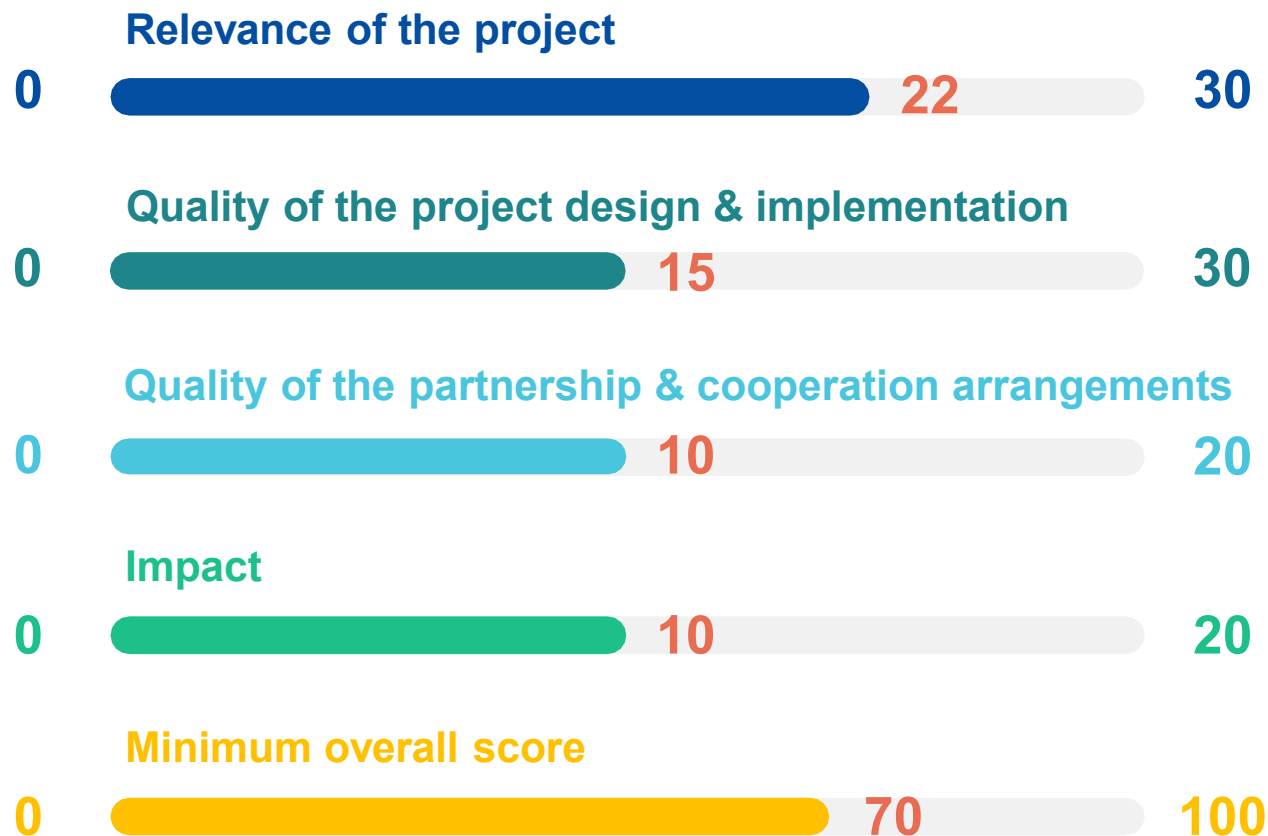 Relevance of the project
0 22 30
Quality of the project design & implementation
0 15 30
Quality of the partnership & cooperation arrangements
0 10 20
Impact
0 10 20
Minimum overall score
0 70 100